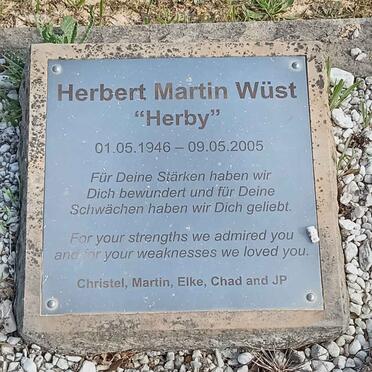 Herbert Martin Wüst
“Herby”
01.05.1946 – 09.05.2005
Für Deine Stärken haben wir
Dich bewundert und für Deine
Schwächen haben wir Dich geliebt.
For your strengths we admired you
and for your weaknesses we loved you.
Christel, Martin, Elke, Chad and JP